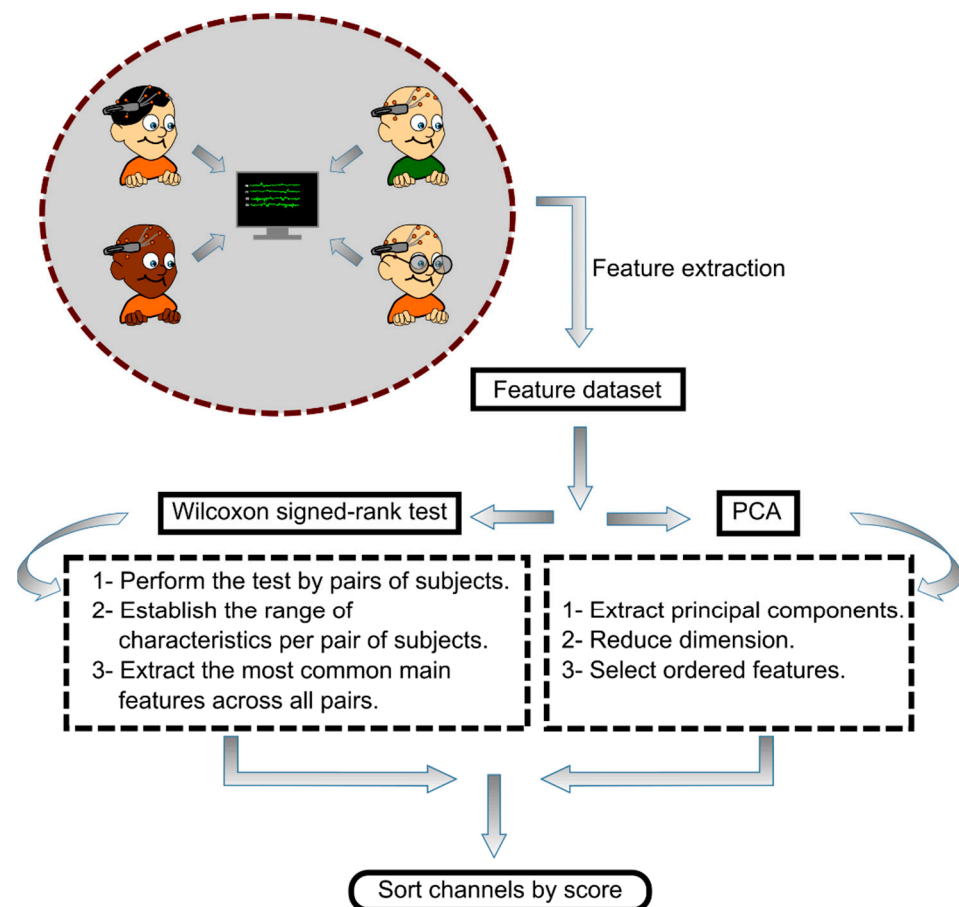 Feature extraction
Feature dataset
Wilcoxon signed-rank test
PCA
1- Perform the test by pairs of subjects.
2- Establish the range of
characteristics per pair of subjects.
3- Extract the most common main
features across all pairs.
1- Extract principal components.
2- Reduce dimension.
3- Select ordered features.
Sort channels by score